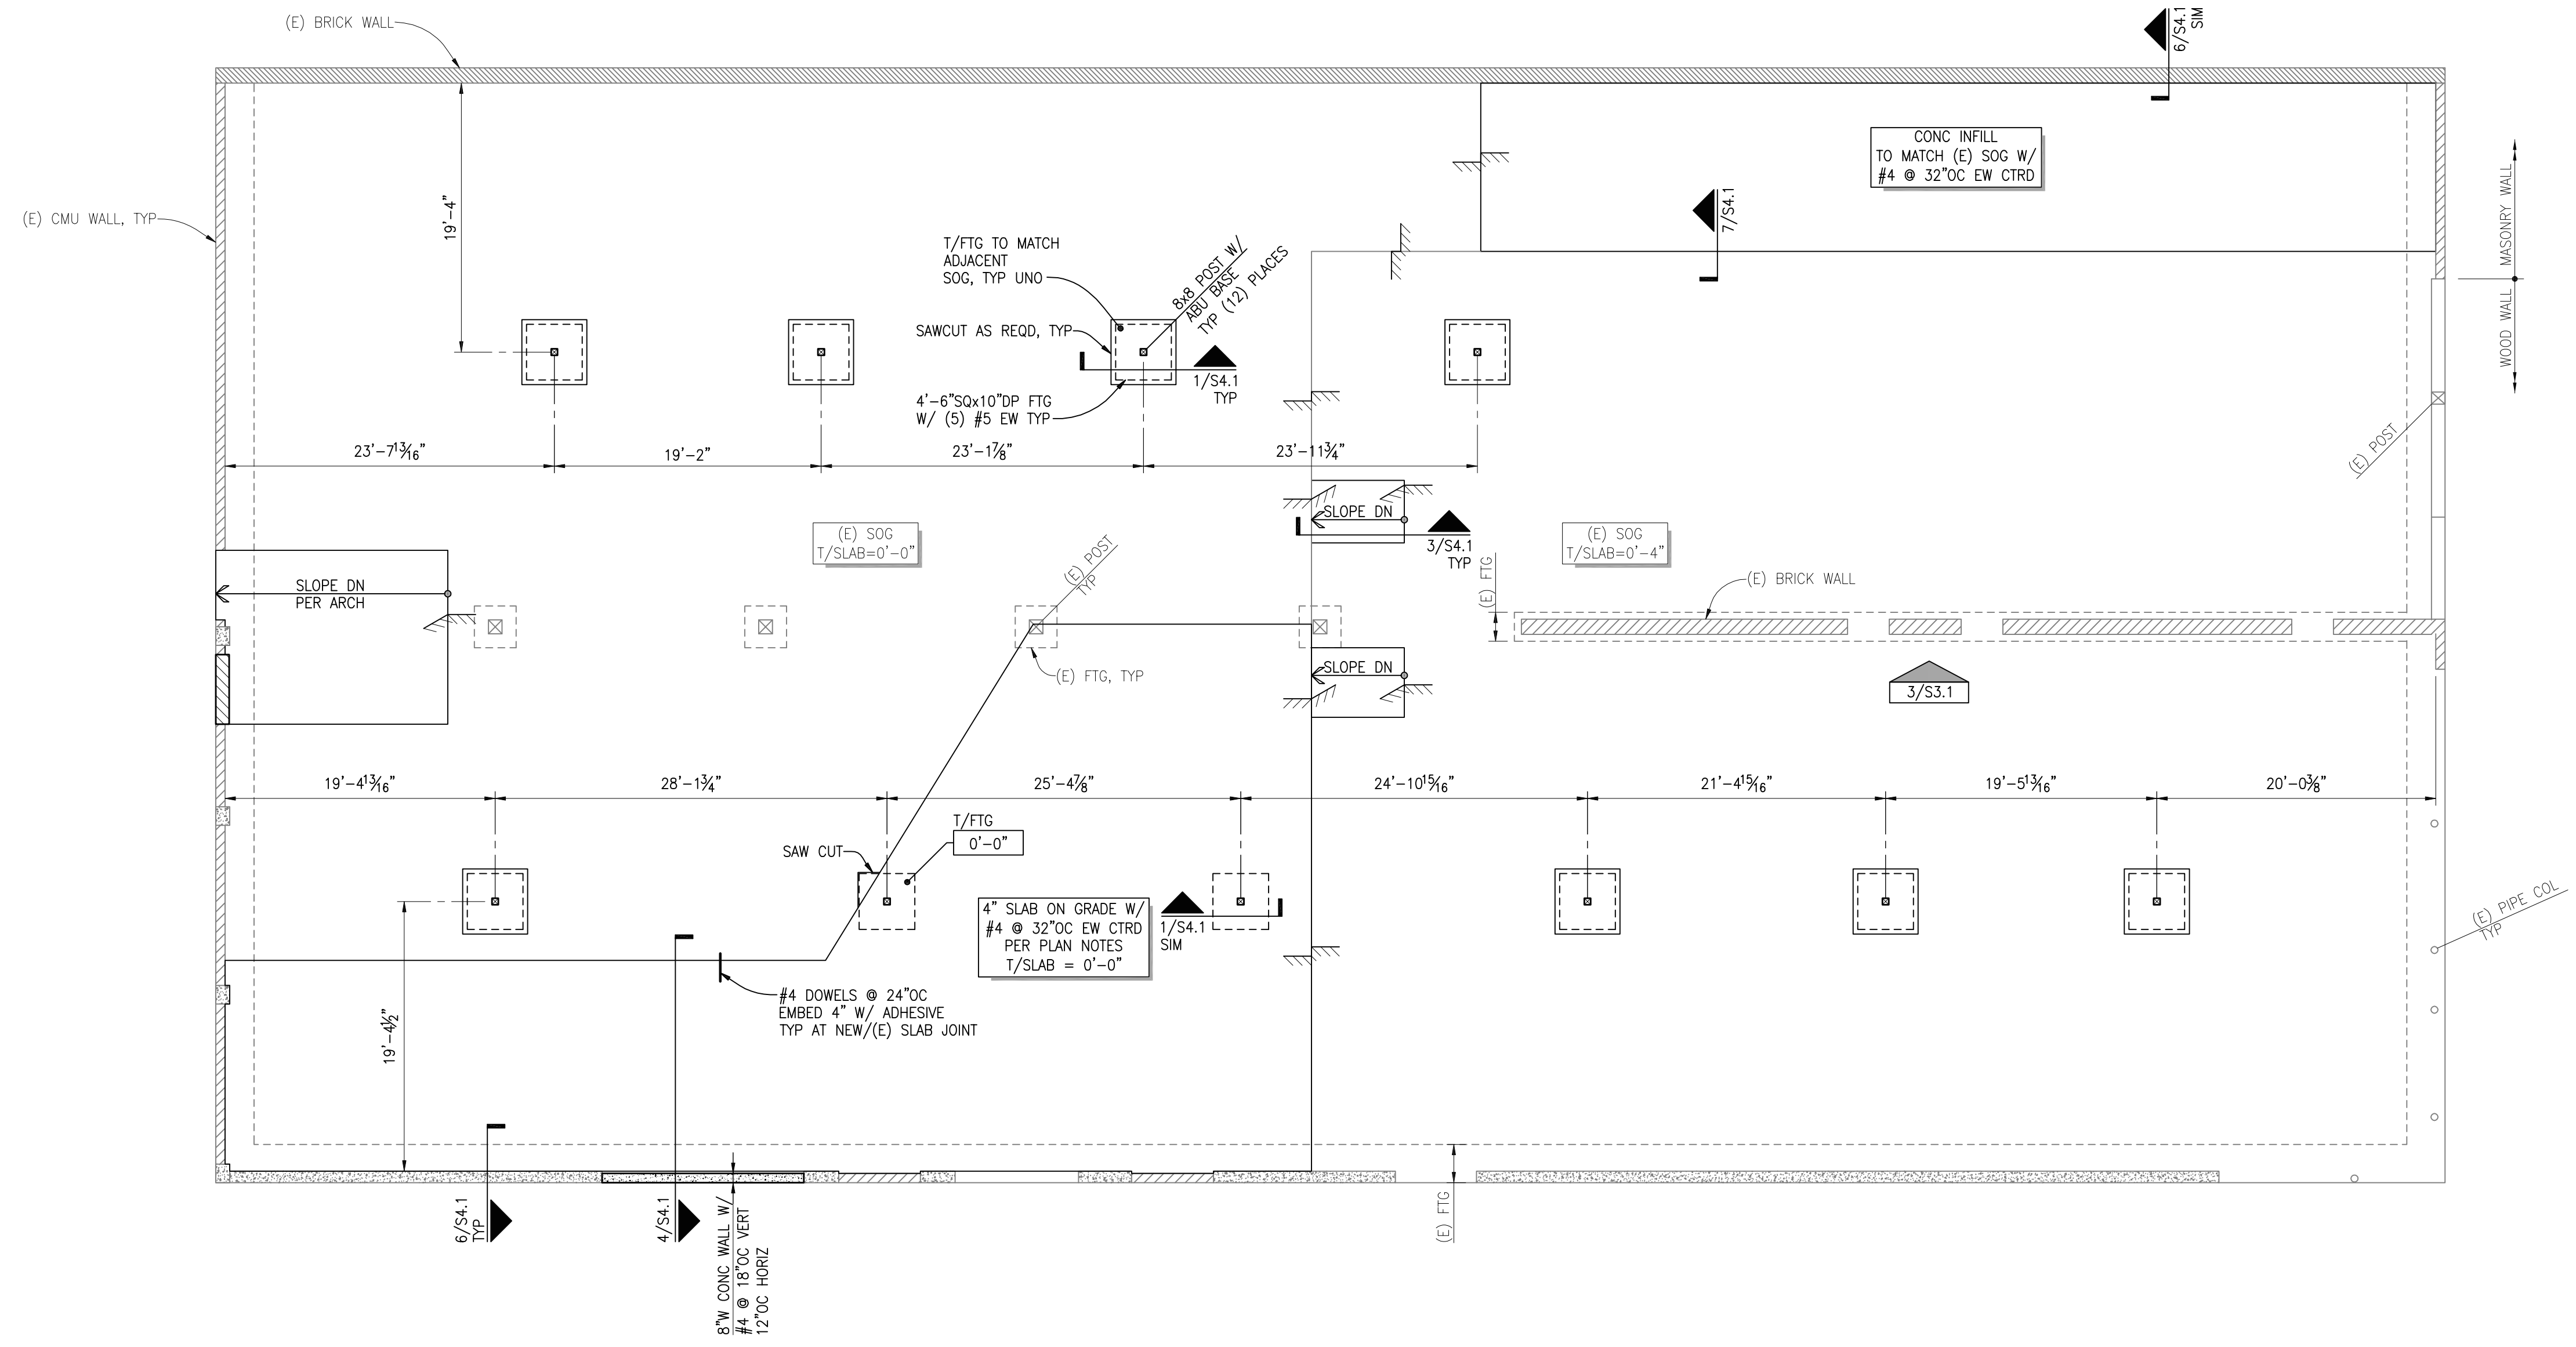 (E) BRICK WALL
6/S4.1
SIM
(E) CMU WALL, TYP
19'-4"
CONC INFILL
TO MATCH (E) SOG W/
#4 @ 32"OC EW CTRD
MASONRY WALL
WOOD WALL
7/S4.1
T/FTG TO MATCH
ADJACENT
SOG, TYP UNO
8x8 POST W/
ABU BASE
TYP (12) PLACES
SAWCUT AS REQD, TYP
1/S4.1
TYP
4'-6"SQx10"DP FTG
W/ (5) #5 EW TYP
23'-7 13/16"
19'-2"
23'-1 7/8"
23'-11 3/4"
(E) POST
SLOPE DN
3/S4.1
TYP
(E) SOG
T/SLAB=0'-0"
(E) SOG
T/SLAB=0'-4"
(E) POST
TYP
(E) FTG
(E) BRICK WALL
SLOPE DN
PER ARCH
(E) FTG, TYP
SLOPE DN
3/S3.1
19'-4 13/16"
28'-1 3/4"
25'-4 7/8"
24'-10 15/16"
21'-4 15/16"
19'-5 13/16"
20'-0 3/8"
T/FTG
0'-0"
SAW CUT
4" SLAB ON GRADE W/
#4 @ 32"OC EW CTRD
PER PLAN NOTES
T/SLAB = 0'-0"
1/S4.1
SIM
(E) PIPE COL
TYP
#4 DOWELS @ 24"OC
EMBED 4" W/ ADHESIVE
TYP AT NEW/(E) SLAB JOINT
19'-4 1/2"
6/S4.1
TYP
4/S4.1
8"W CONC WALL W/
#4 @ 18"OC VERT
12"OC HORIZ
(E) FTG